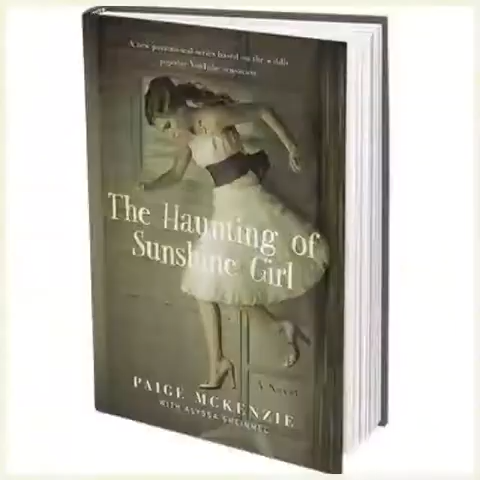 A new paranormal series based on the wildly
popular YouTube sensation
The Haunting of
Sunshine Girl
A Novel
PAIGE MCKENZIE
WITH ALYSSA SHEINMEL